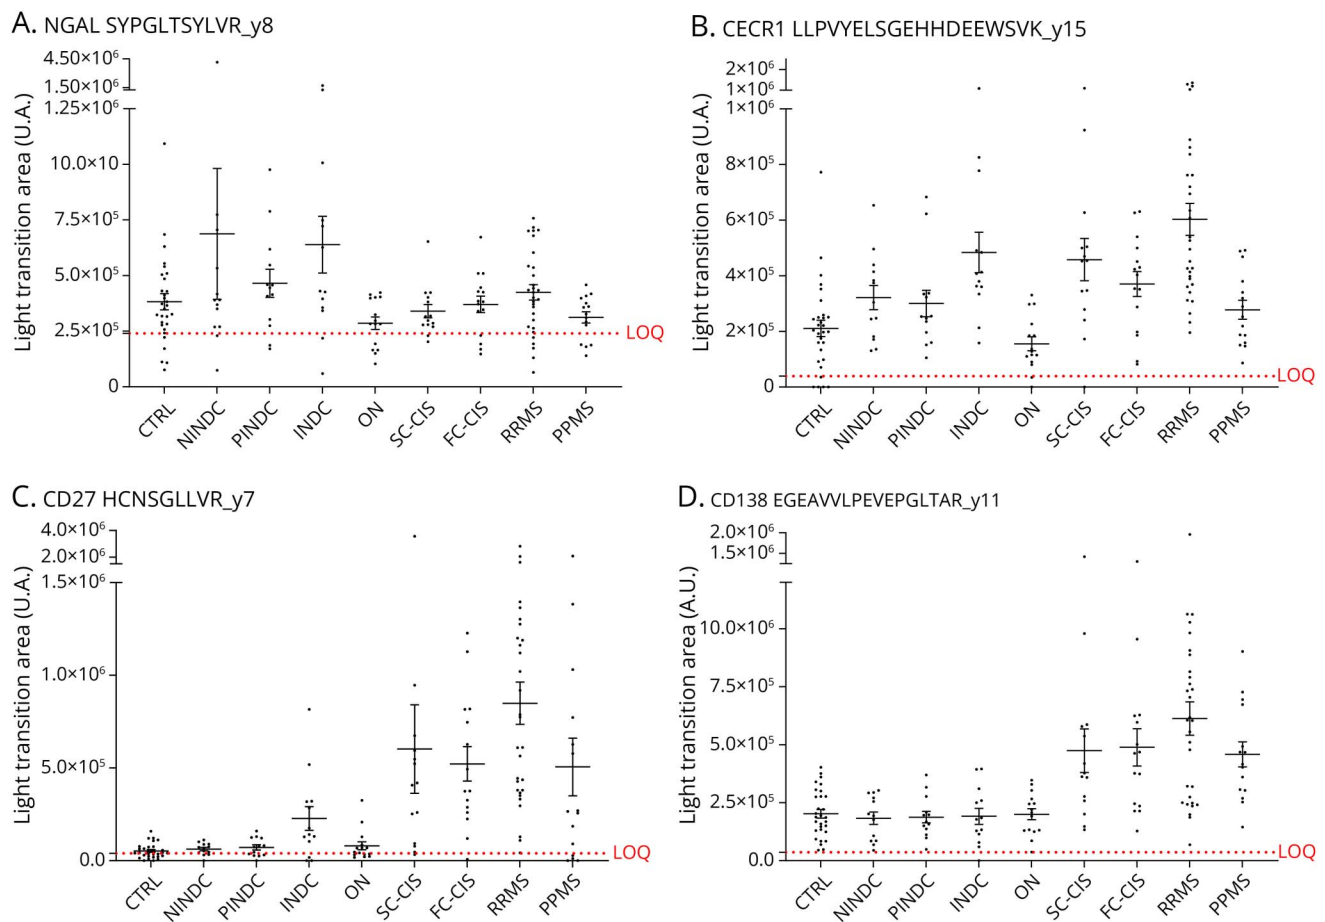 A. NGAL SYPGLTSYLVR_y8
Light transition area (U.A.)
4.50×10⁶
1.50×10⁶
1.25×10⁶
10.0×10
7.5×10⁵
5.0×10⁵
2.5×10⁵
0
LOQ
CTRL
NINDC
PINDC
INDC
ON
SC-CIS
FC-CIS
RRMS
PPMS
B. CECR1 LLPVYELSGEHHDEEWSVK_y15
Light transition area (U.A.)
2×10⁶
1×10⁶
1×10⁶
8×10⁵
6×10⁵
4×10⁵
2×10⁵
0
LOQ
CTRL
NINDC
PINDC
INDC
ON
SC-CIS
FC-CIS
RRMS
PPMS
C. CD27 HCNSGLLVR_y7
Light transition area (U.A.)
4.0×10⁶
2.0×10⁶
1.5×10⁶
1.0×10⁶
5.0×10⁵
0.0
LOQ
CTRL
NINDC
PINDC
INDC
ON
SC-CIS
FC-CIS
RRMS
PPMS
D. CD138 EGEAVVLPEVEPGLTAR_y11
Light transition area (A.U.)
2.0×10⁶
1.5×10⁶
10.0×10⁶
7.5×10⁵
5.0×10⁵
2.5×10⁵
0.0
LOQ
CTRL
NINDC
PINDC
INDC
ON
SC-CIS
FC-CIS
RRMS
PPMS